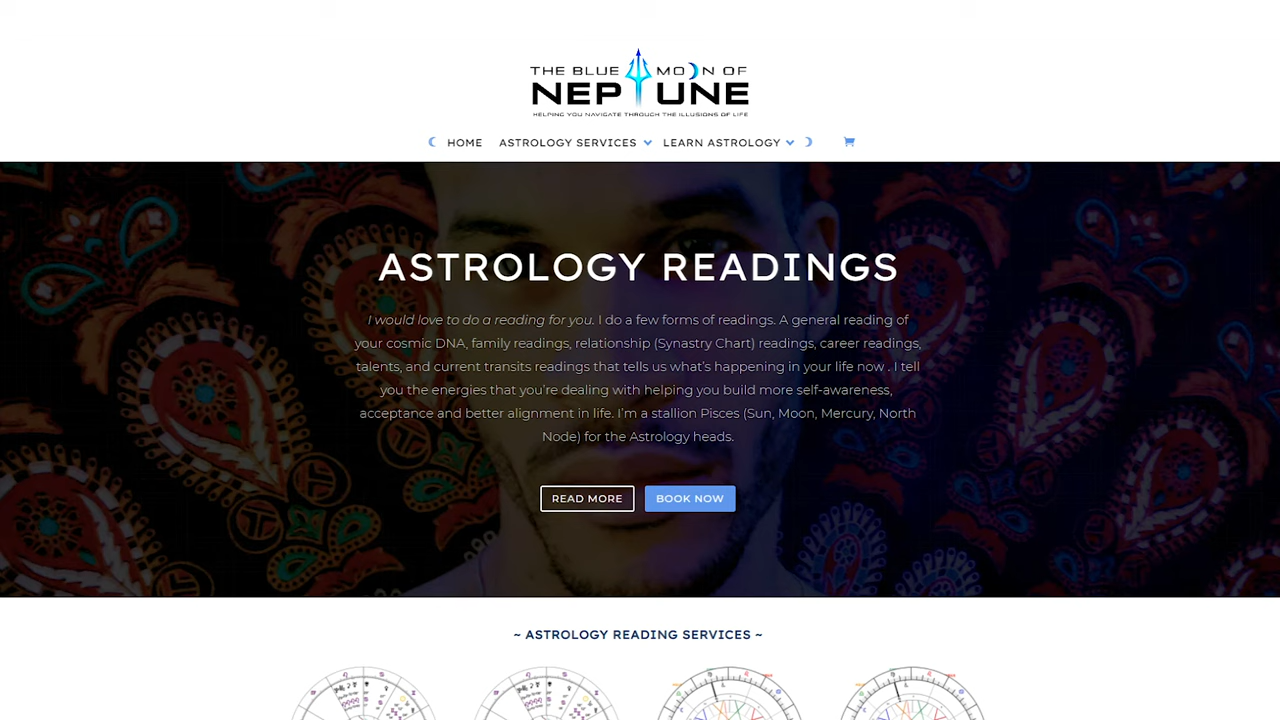 THE BLUE MOON OF
NEPTUNE
HELPING YOU NAVIGATE THROUGH THE ILLUSIONS OF LIFE
HOME ASTROLOGY SERVICES LEARN ASTROLOGY
ASTROLOGY READINGS
I would love to do a reading for you. I do a few forms of readings. A general reading of
your cosmic DNA, family readings, relationship (Synastry Chart) readings, career readings,
talents, and current transits readings that tells us what's happening in your life now . I tell
you the energies that you're dealing with helping you build more self-awareness,
acceptance and better alignment in life. I'm a stallion Pisces (Sun, Moon, Mercury, North
Node) for the Astrology heads.
READ MORE BOOK NOW
~ ASTROLOGY READING SERVICES ~